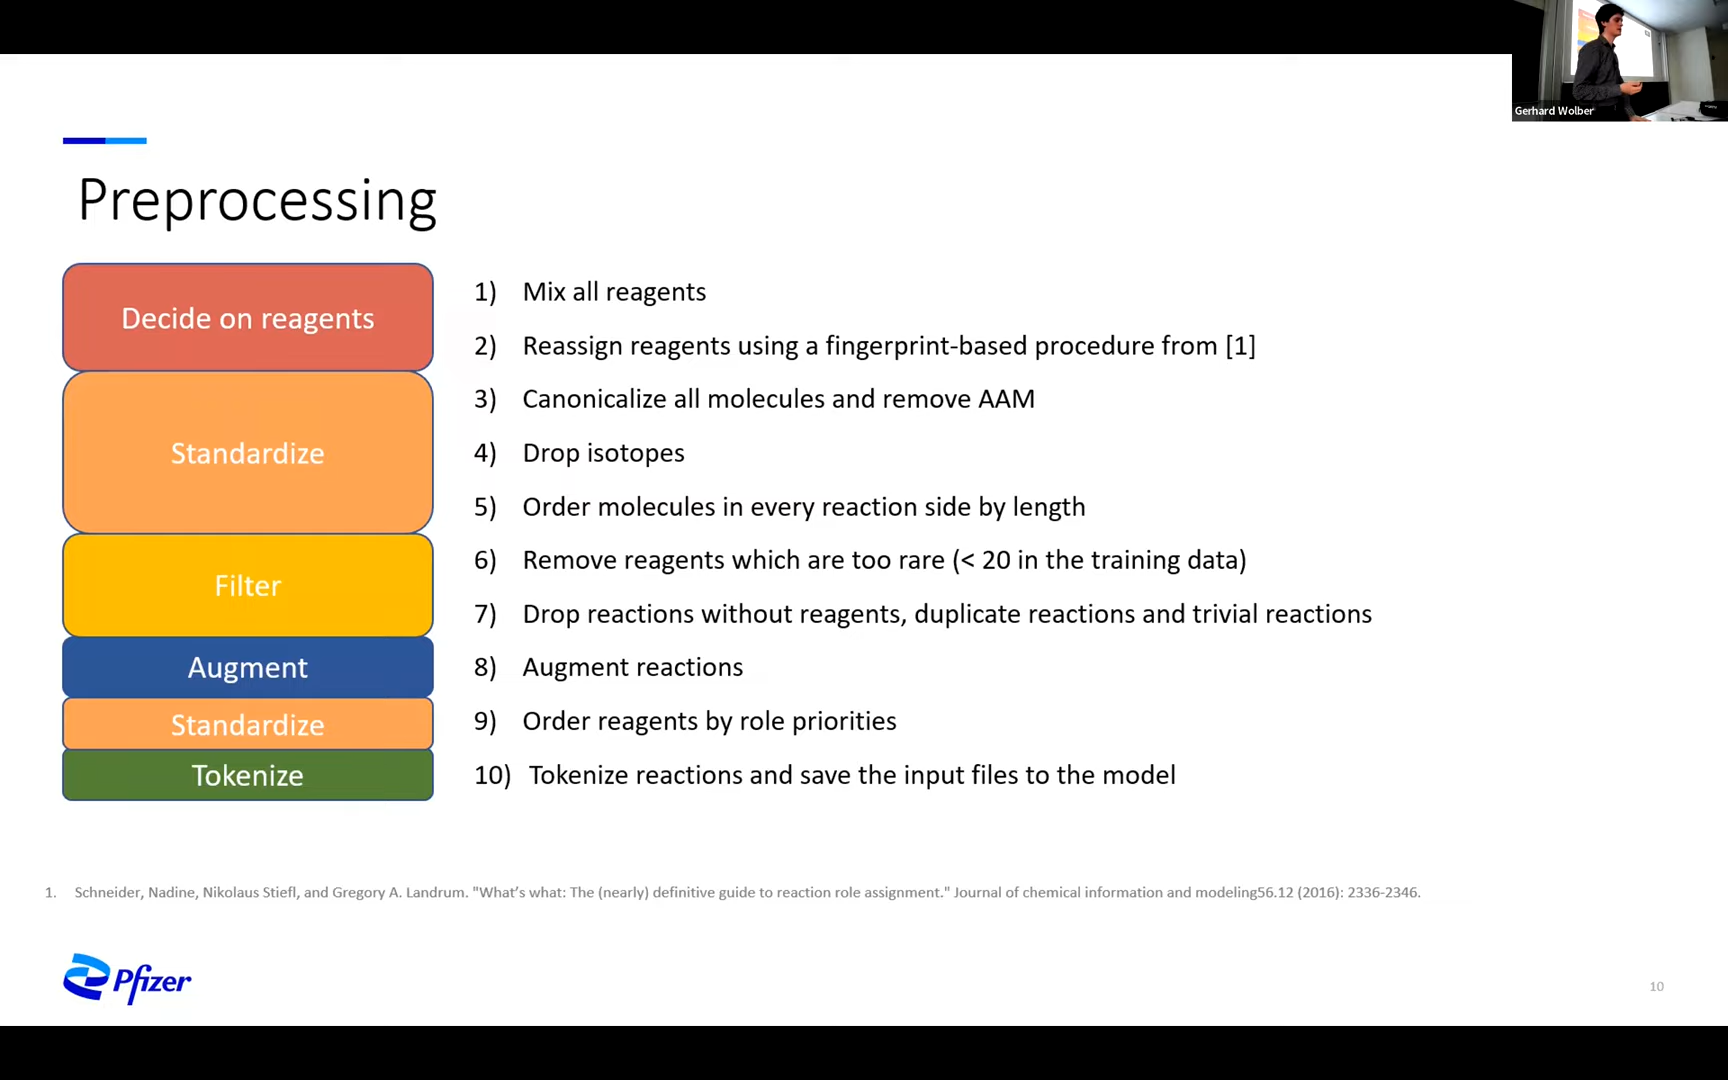 Gerhard Wolber
Preprocessing
Decide on reagents
Standardize
Filter
Augment
Standardize
Tokenize
1) Mix all reagents
2) Reassign reagents using a fingerprint-based procedure from [1]
3) Canonicalize all molecules and remove AAM
4) Drop isotopes
5) Order molecules in every reaction side by length
6) Remove reagents which are too rare (< 20 in the training data)
7) Drop reactions without reagents, duplicate reactions and trivial reactions
8) Augment reactions
9) Order reagents by role priorities
10) Tokenize reactions and save the input files to the model
1. Schneider, Nadine, Nikolaus Stiefl, and Gregory A. Landrum. "What's what: The (nearly) definitive guide to reaction role assignment." Journal of chemical information and modeling56.12 (2016): 2336-2346.
Pfizer
10